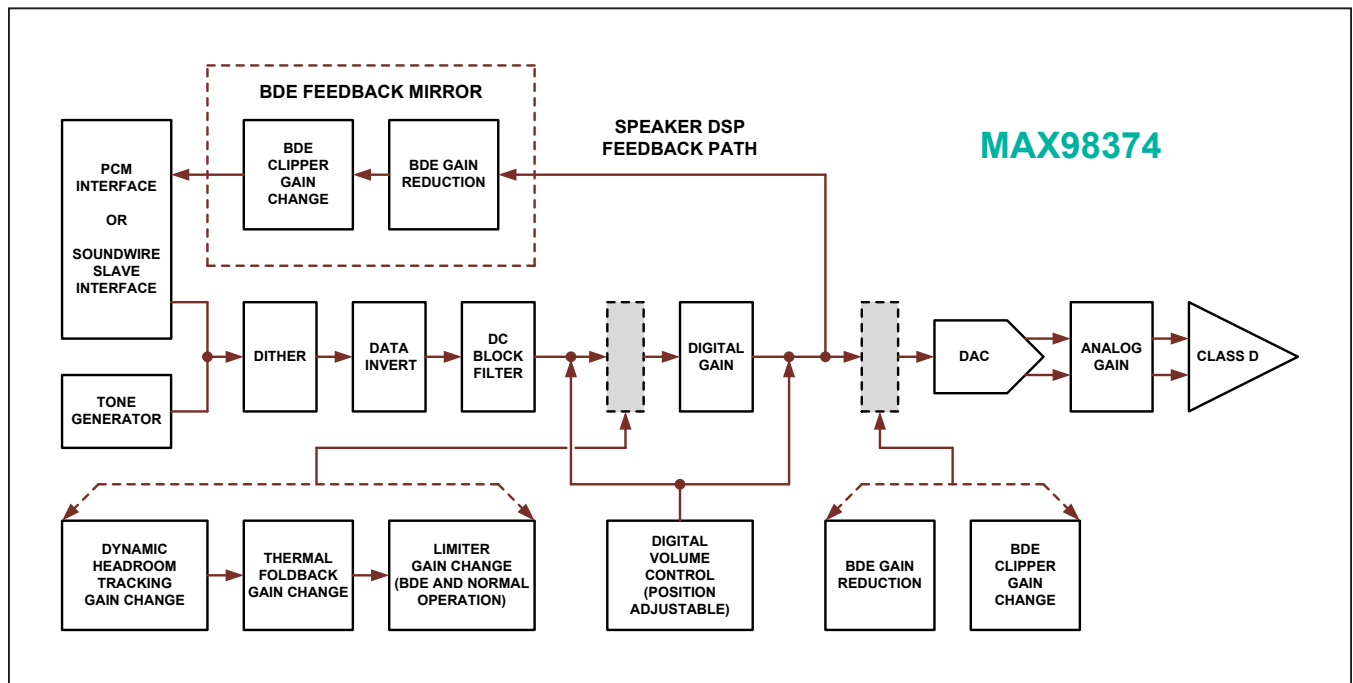 BDE FEEDBACK MIRROR
SPEAKER DSP
FEEDBACK PATH
MAX98374
PCM
INTERFACE
OR
SOUNDWIRE
SLAVE
INTERFACE
BDE
CLIPPER
GAIN
CHANGE
BDE GAIN
REDUCTION
TONE
GENERATOR
DITHER
DATA
INVERT
DC
BLOCK
FILTER
DIGITAL
GAIN
DAC
ANALOG
GAIN
CLASS D
DYNAMIC
HEADROOM
TRACKING
GAIN CHANGE
THERMAL
FOLDBACK
GAIN CHANGE
LIMITER
GAIN CHANGE
(BDE AND NORMAL
OPERATION)
DIGITAL
VOLUME
CONTROL
(POSITION
ADJUSTABLE)
BDE GAIN
REDUCTION
BDE
CLIPPER
GAIN
CHANGE